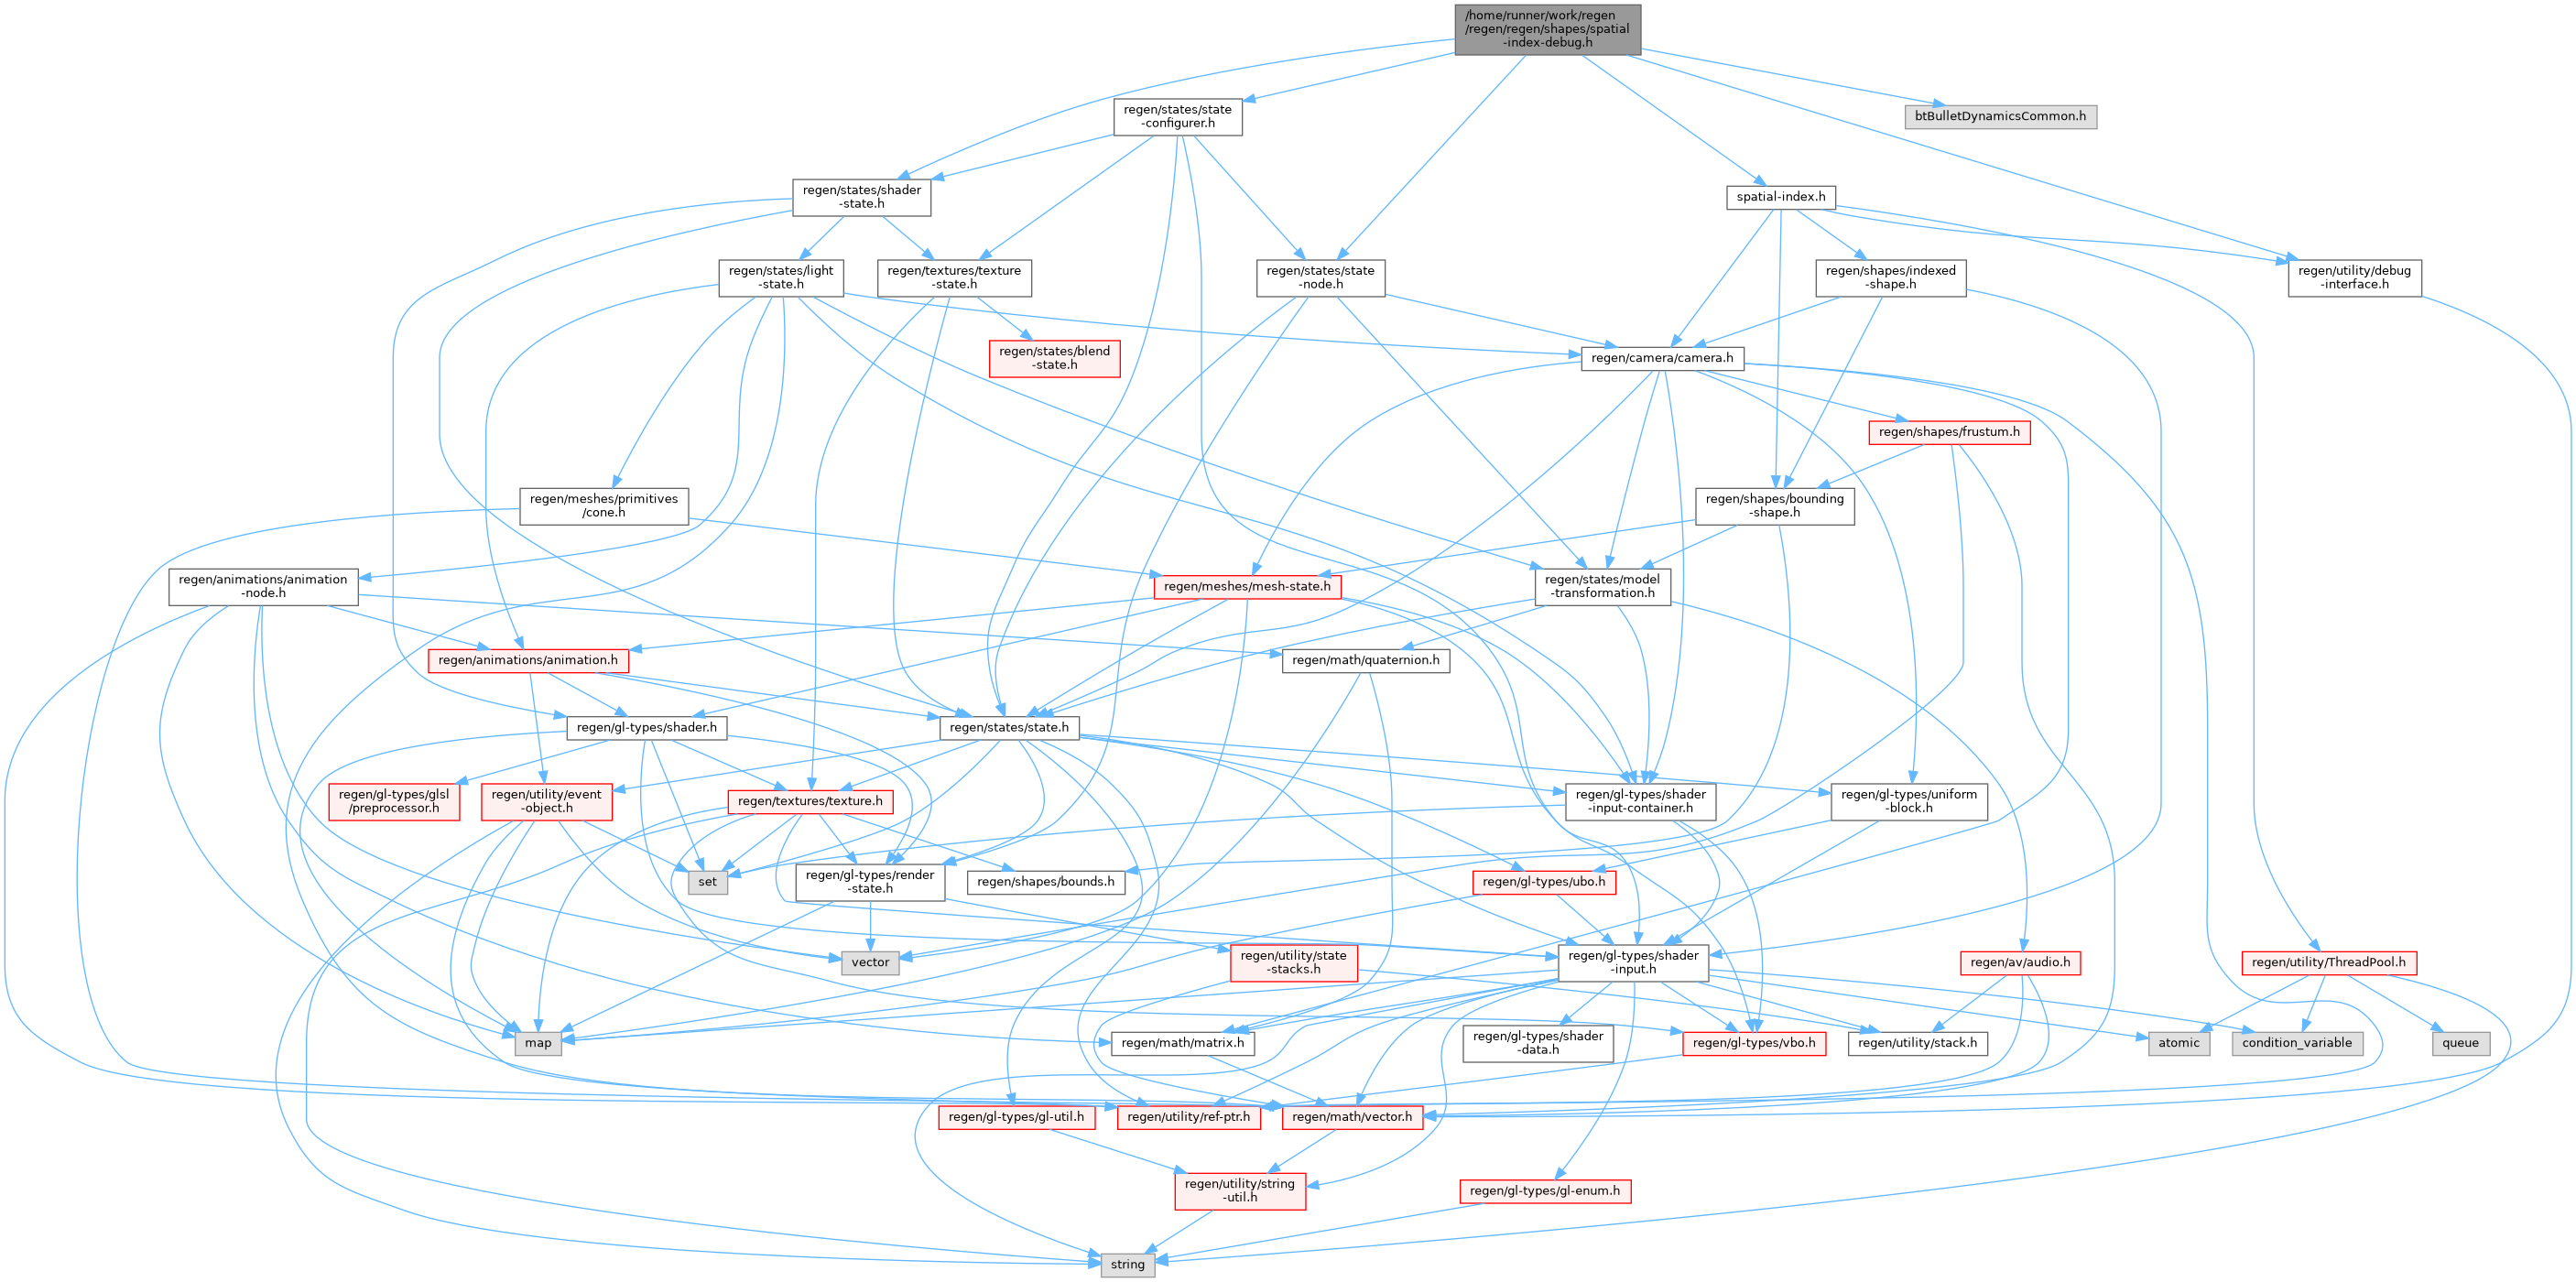 /home/runner/work/regen
/regen/regen/shapes/spatial
-index-debug.h
regen/states/state
-configurer.h
btBulletDynamicsCommon.h
regen/states/shader
-state.h
spatial-index.h
regen/states/light
-state.h
regen/textures/texture
-state.h
regen/states/state
-node.h
regen/shapes/indexed
-shape.h
regen/utility/debug
-interface.h
regen/states/blend
-state.h
regen/camera/camera.h
regen/shapes/frustum.h
regen/meshes/primitives
/cone.h
regen/shapes/bounding
-shape.h
regen/animations/animation
-node.h
regen/meshes/mesh-state.h
regen/states/model
-transformation.h
regen/animations/animation.h
regen/math/quaternion.h
regen/gl-types/shader.h
regen/states/state.h
regen/gl-types/glsl
/preprocessor.h
regen/utility/event
-object.h
regen/textures/texture.h
regen/gl-types/shader
-input-container.h
regen/gl-types/uniform
-block.h
set
regen/gl-types/render
-state.h
regen/shapes/bounds.h
regen/gl-types/ubo.h
vector
regen/utility/state
-stacks.h
regen/gl-types/shader
-input.h
regen/av/audio.h
regen/utility/ThreadPool.h
map
regen/math/matrix.h
regen/gl-types/shader
-data.h
regen/gl-types/vbo.h
regen/utility/stack.h
atomic
condition_variable
queue
regen/gl-types/gl-util.h
regen/utility/ref-ptr.h
regen/math/vector.h
regen/utility/string
-util.h
regen/gl-types/gl-enum.h
string